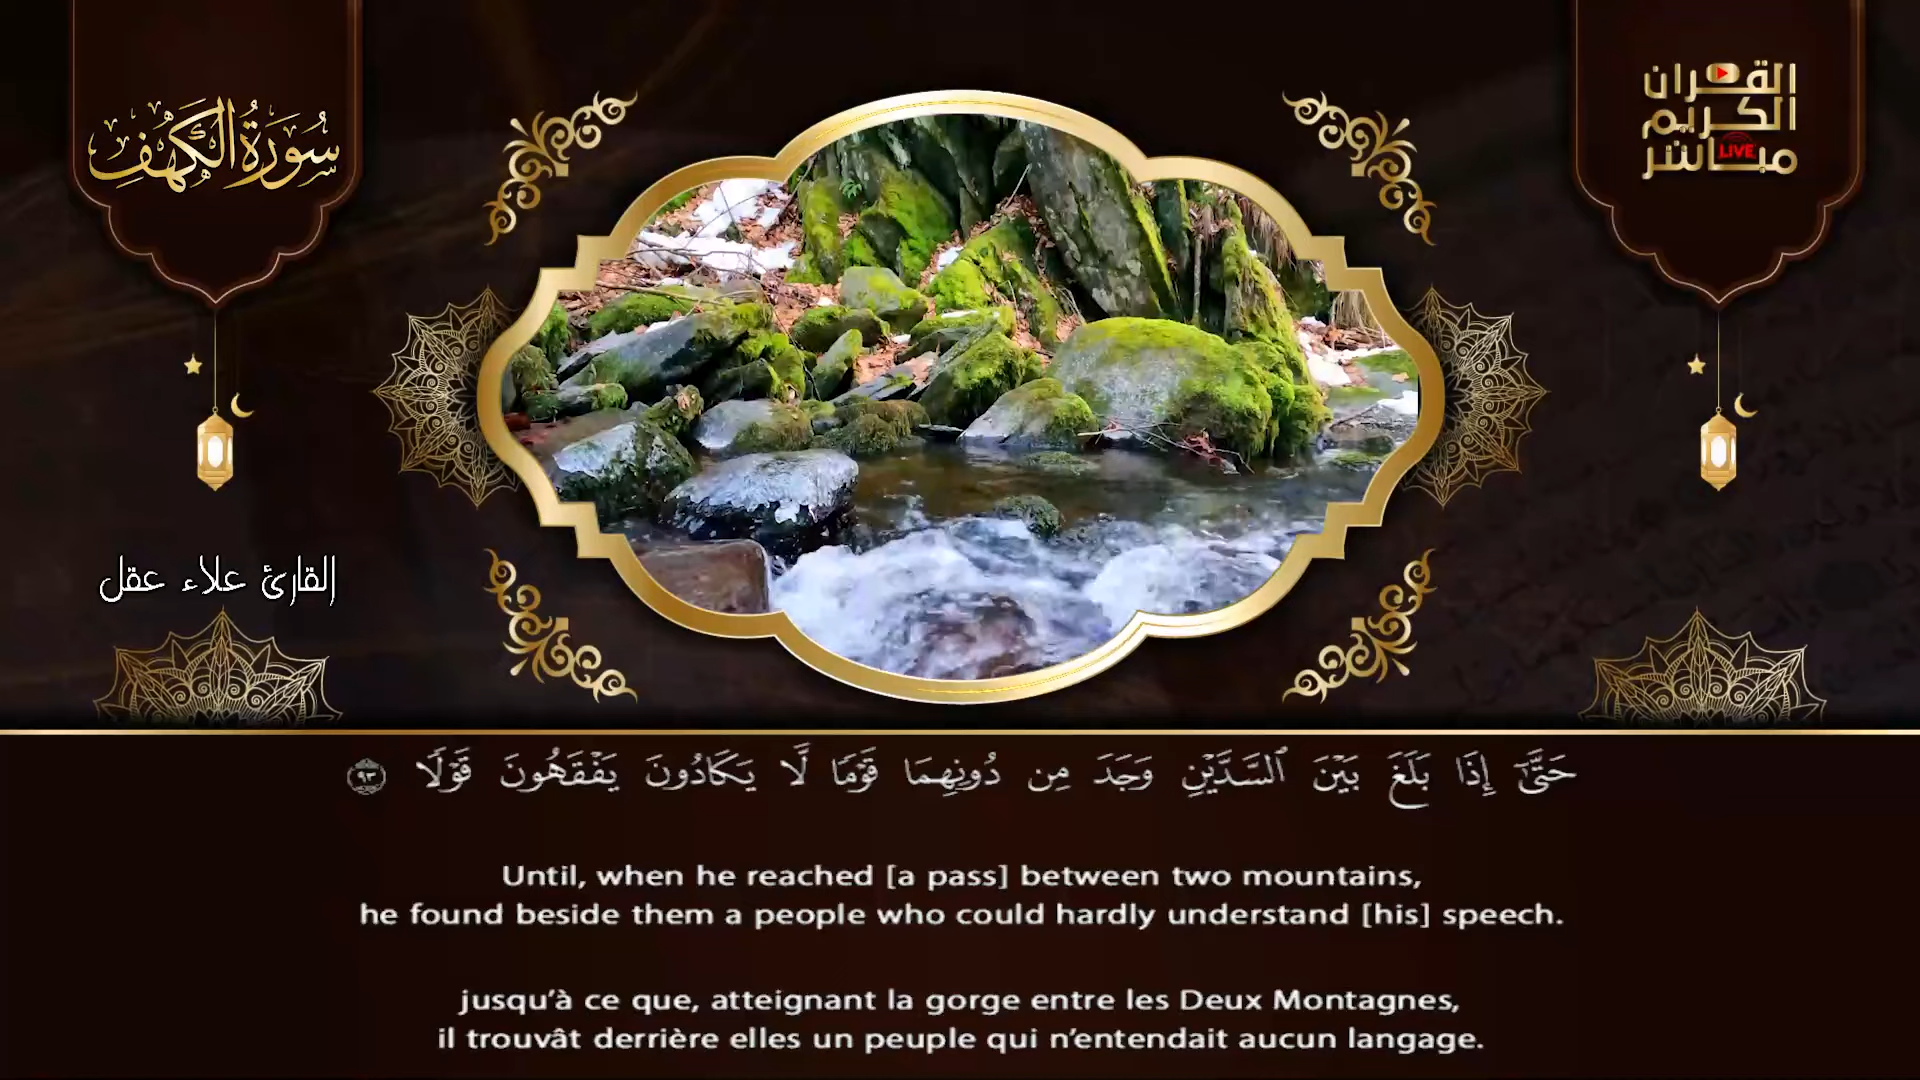 سُورَةُ الكَهْفِ
القرآن
الكريم
مباشر
LIVE
القارئ علاء عقل
حَتَّىٰٓ إِذَا بَلَغَ بَيْنَ ٱلسَّدَّيْنِ وَجَدَ مِن دُونِهِمَا قَوْمًا لَّا يَكَادُونَ يَفْقَهُونَ قَوْلًا ٩٣
Until, when he reached [a pass] between two mountains,
he found beside them a people who could hardly understand [his] speech.
jusqu’à ce que, atteignant la gorge entre les Deux Montagnes,
il trouvât derrière elles un peuple qui n’entendait aucun langage.